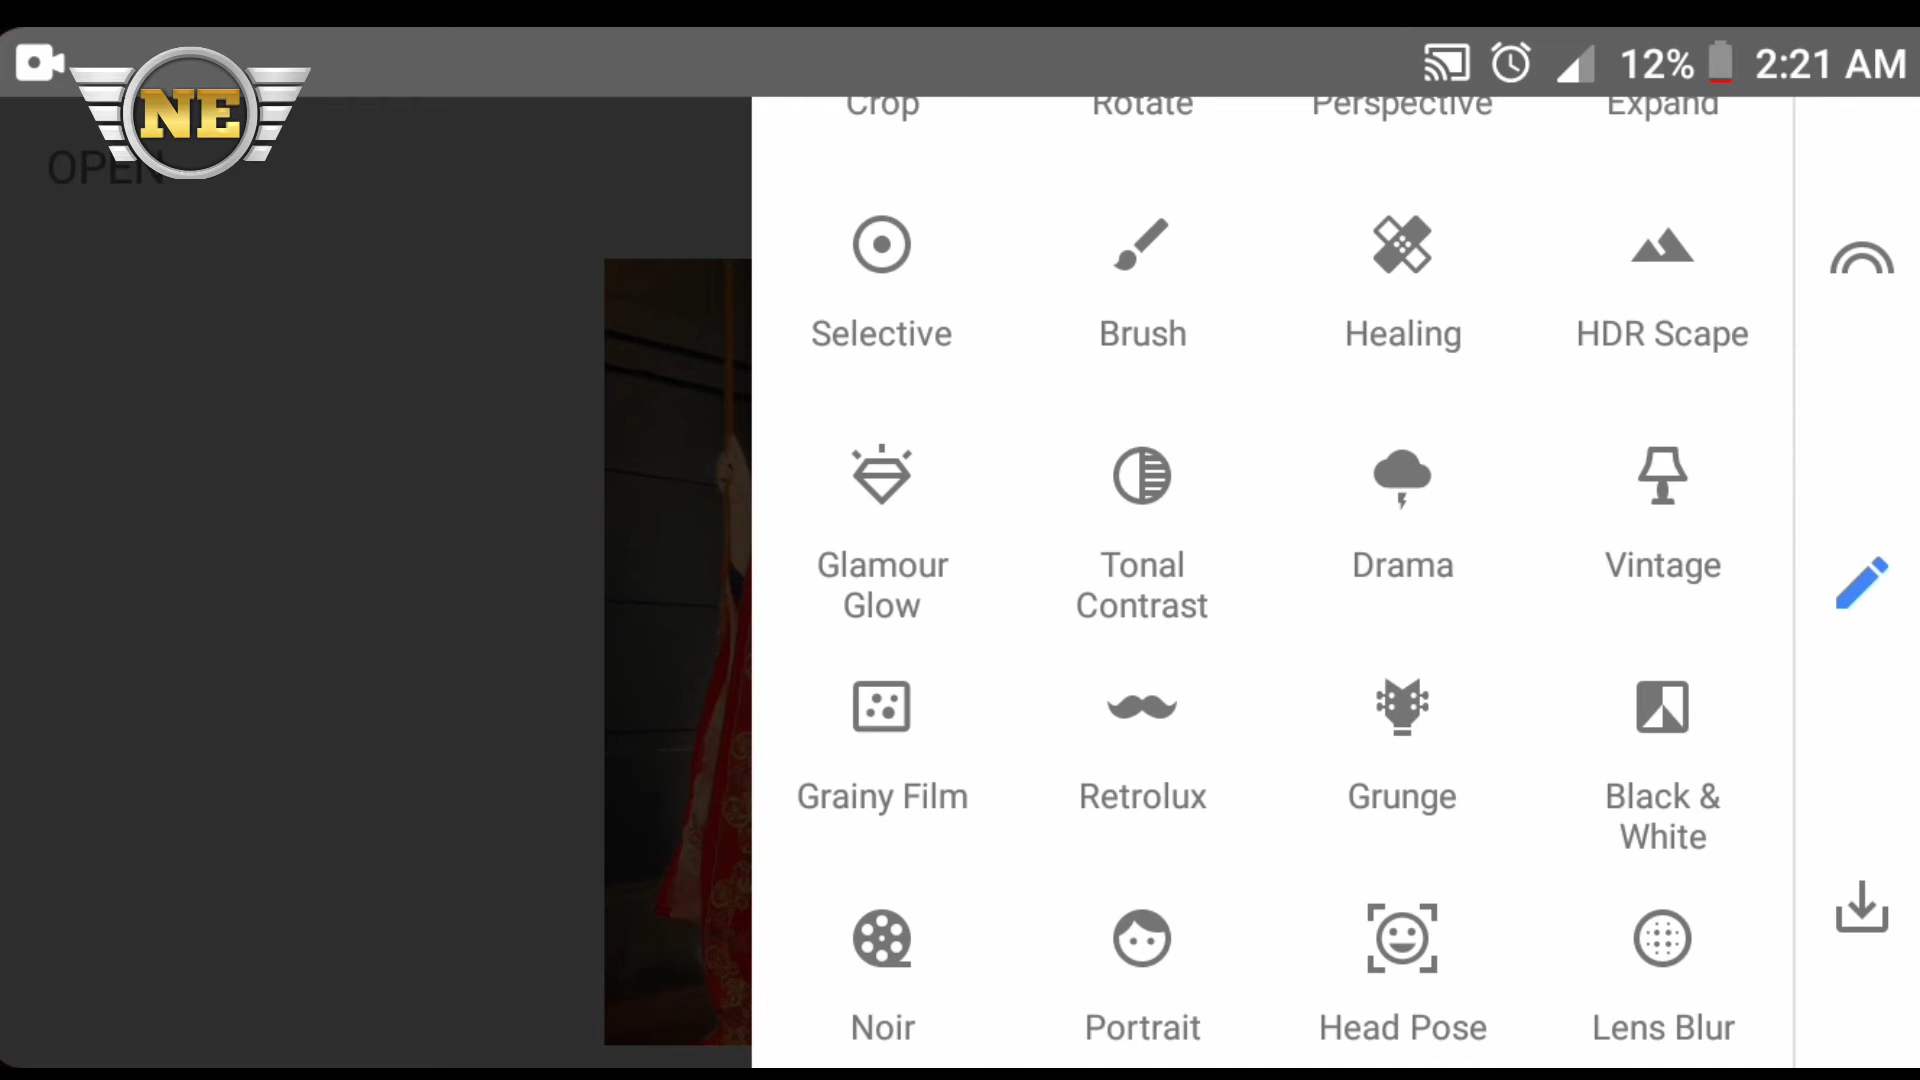 12% 2:21 AM
NE
OPEN
Crop Rotate Perspective Expand
Selective Brush Healing HDR Scape
Glamour Glow Tonal Contrast Drama Vintage
Grainy Film Retrolux Grunge Black & White
Noir Portrait Head Pose Lens Blur